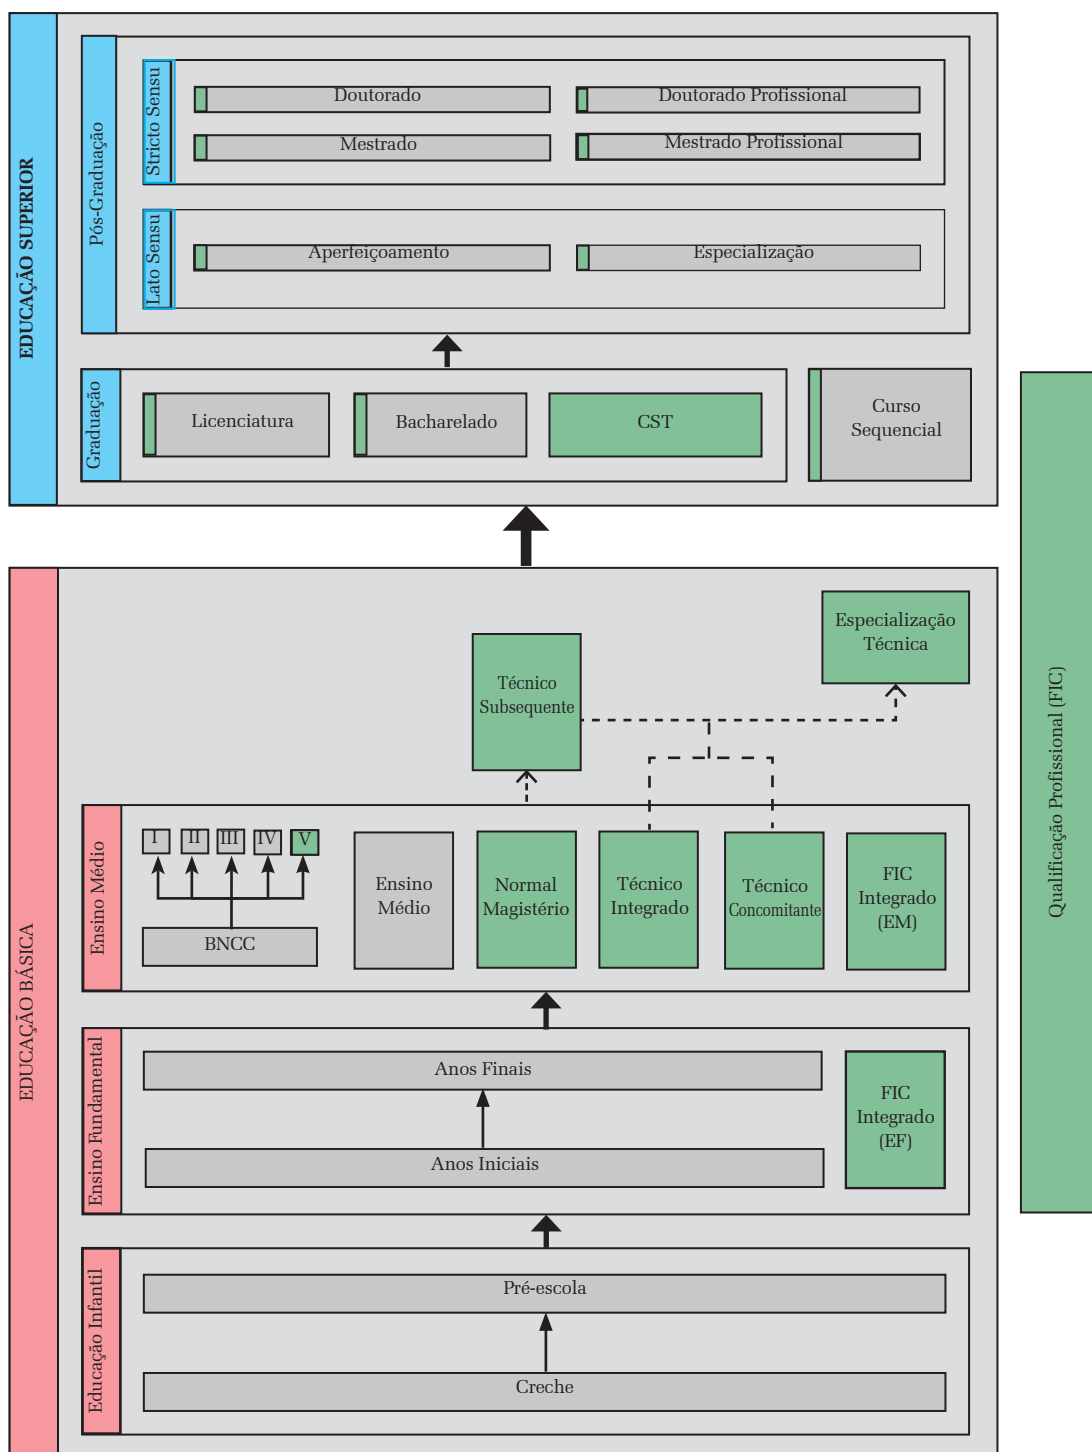 EDUCAÇÃO SUPERIOR
Pós-Graduação
Stricto Sensu
Doutorado
Doutorado Profissional
Mestrado
Mestrado Profissional
Lato Sensu
Aperfeiçoamento
Especialização
Graduação
Licenciatura
Bacharelado
CST
Curso
Sequencial
Qualificação Profissional (FIC)
EDUCAÇÃO BÁSICA
Especialização
Técnica
Técnico
Subsequente
Ensino Médio
I
II
III
IV
V
BNCC
Ensino
Médio
Normal
Magistério
Técnico
Integrado
Técnico
Concomitante
FIC
Integrado
(EM)
Ensino Fundamental
Anos Finais
Anos Iniciais
FIC
Integrado
(EF)
Educação Infantil
Pré-escola
Creche